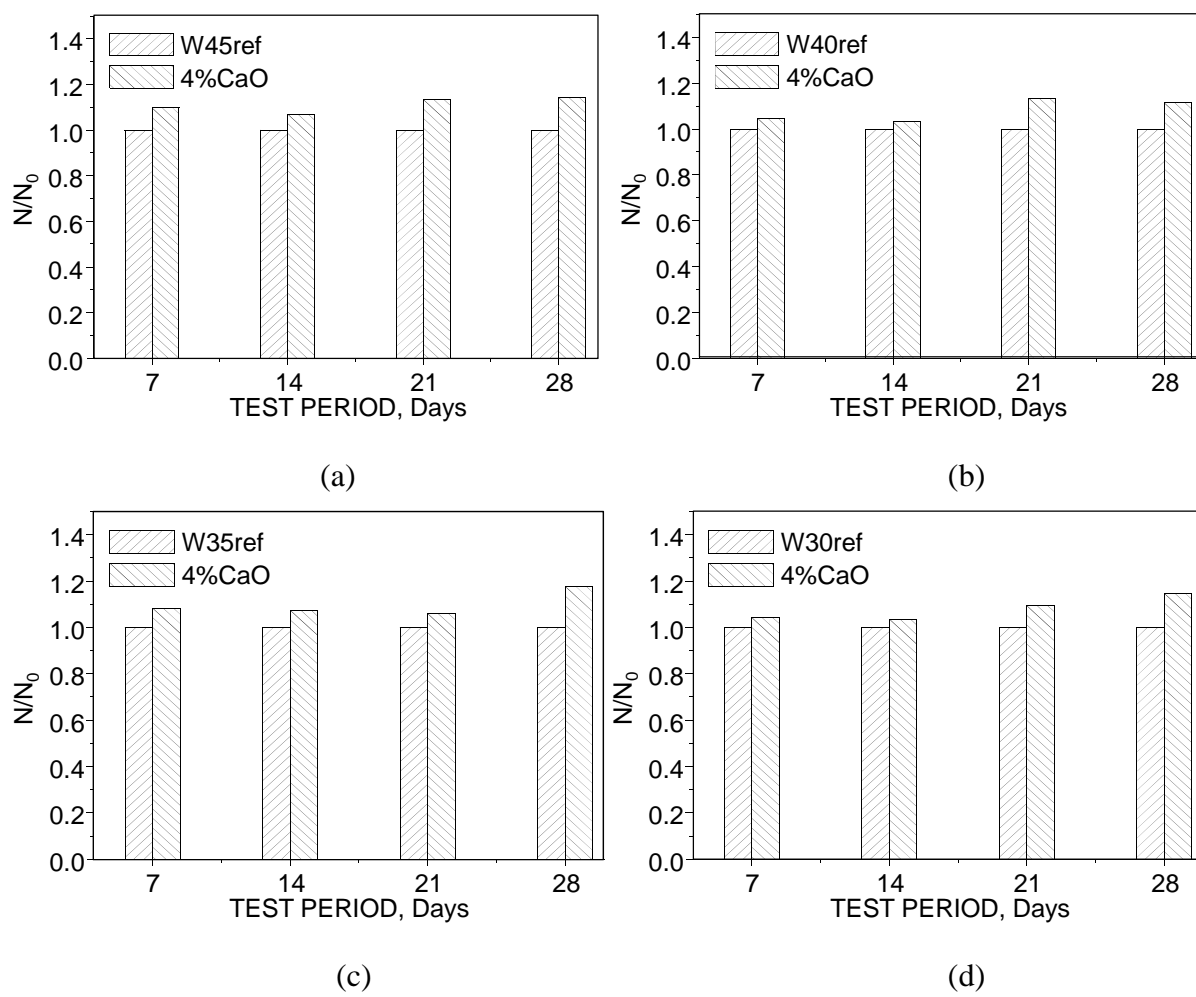 1.4
1.2
1.0
0.8
0.6
0.4
0.2
0.0
N/N₀
W45ref
4%CaO
7 14 21 28
TEST PERIOD, Days
(a)
1.4
1.2
1.0
0.8
0.6
0.4
0.2
0.0
N/N₀
W40ref
4%CaO
7 14 21 28
TEST PERIOD, Days
(b)
1.4
1.2
1.0
0.8
0.6
0.4
0.2
0.0
N/N₀
W35ref
4%CaO
7 14 21 28
TEST PERIOD, Days
(c)
1.4
1.2
1.0
0.8
0.6
0.4
0.2
0.0
N/N₀
W30ref
4%CaO
7 14 21 28
TEST PERIOD, Days
(d)